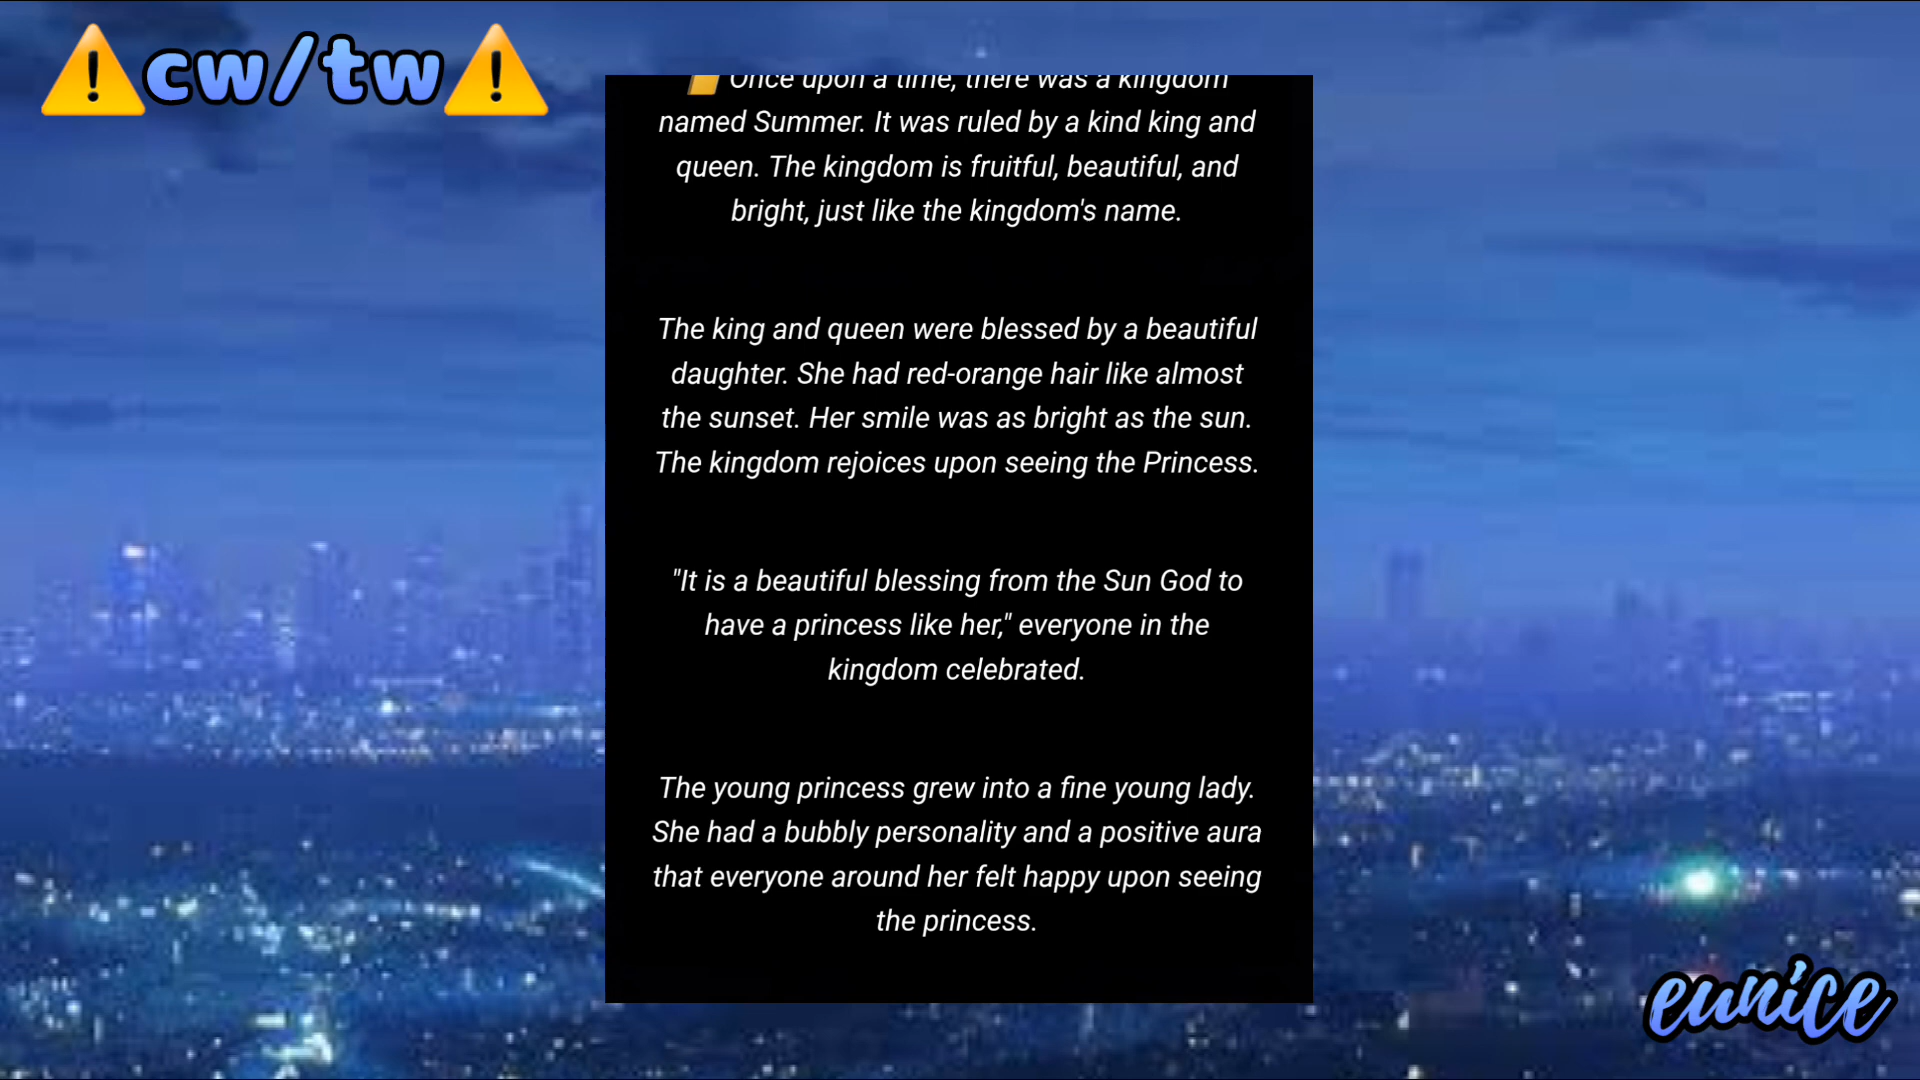 ⚠️cw/tw⚠️
Once upon a time, there was a kingdom
named Summer. It was ruled by a kind king and
queen. The kingdom is fruitful, beautiful, and
bright, just like the kingdom's name.
The king and queen were blessed by a beautiful
daughter. She had red-orange hair like almost
the sunset. Her smile was as bright as the sun.
The kingdom rejoices upon seeing the Princess.
"It is a beautiful blessing from the Sun God to
have a princess like her," everyone in the
kingdom celebrated.
The young princess grew into a fine young lady.
She had a bubbly personality and a positive aura
that everyone around her felt happy upon seeing
the princess.
eunice